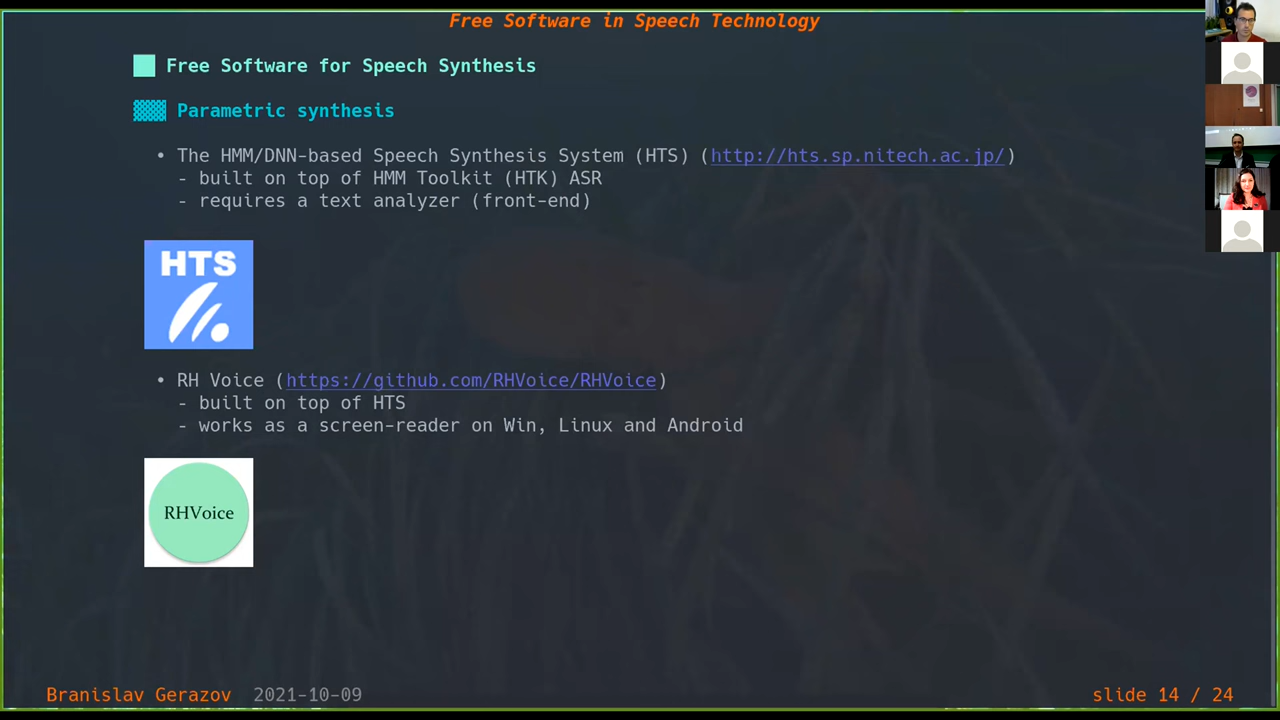 Free Software in Speech Technology
Free Software for Speech Synthesis
Parametric synthesis
• The HMM/DNN-based Speech Synthesis System (HTS) (http://hts.sp.nitech.ac.jp/)
- built on top of HMM Toolkit (HTK) ASR
- requires a text analyzer (front-end)
HTS
• RH Voice (https://github.com/RHVoice/RHVoice)
- built on top of HTS
- works as a screen-reader on Win, Linux and Android
RHVoice
Branislav Gerazov 2021-10-09
slide 14 / 24